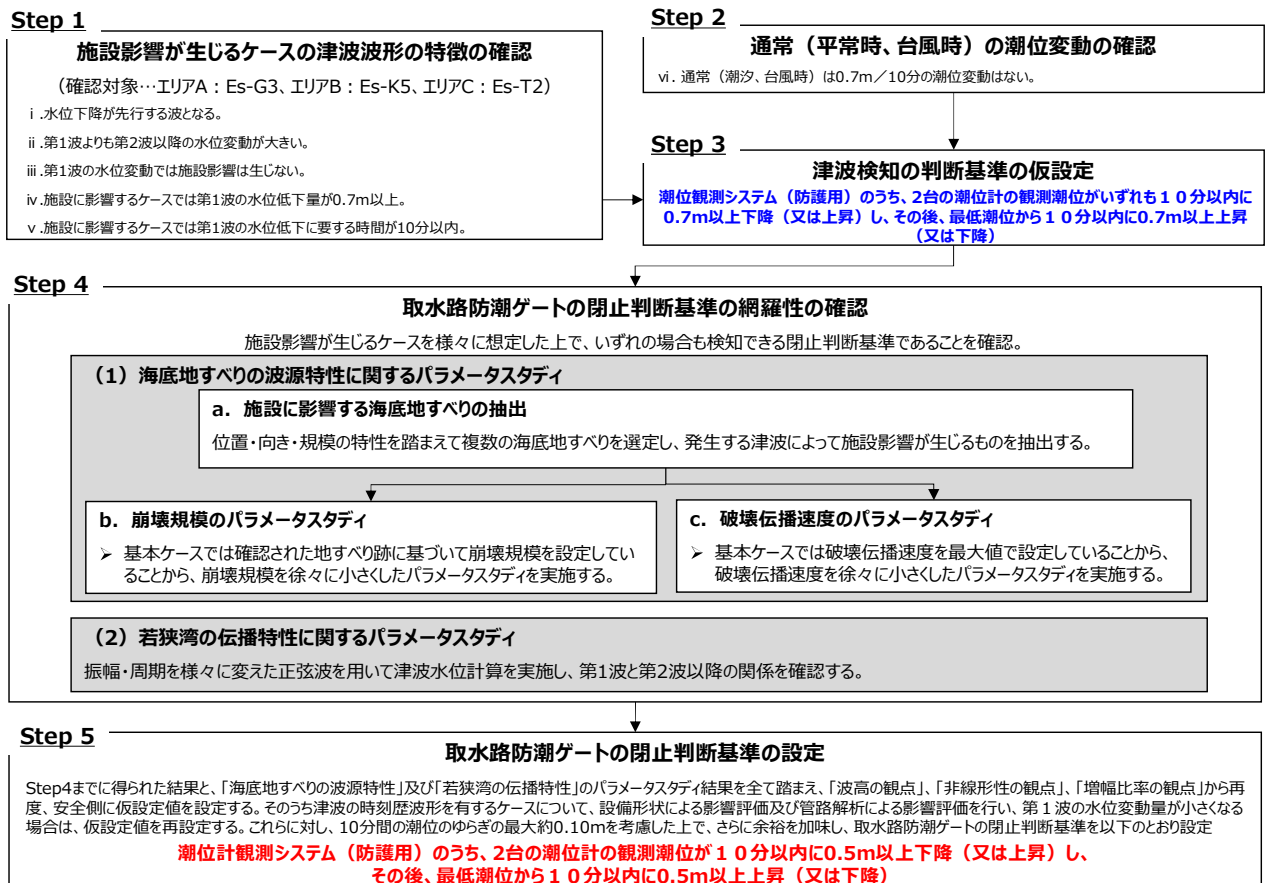 Step 1
施設影響が生じるケースの津波波形の特徴の確認
（確認対象…エリアA：Es-G3、エリアB：Es-K5、エリアC：Es-T2）
ⅰ.水位下降が先行する波となる。
ⅱ.第1波よりも第2波以降の水位変動が大きい。
ⅲ.第1波の水位変動では施設影響は生じない。
ⅳ.施設に影響するケースでは第1波の水位低下量が0.7m以上。
ⅴ.施設に影響するケースでは第1波の水位低下に要する時間が10分以内。
Step 2
通常（平常時、台風時）の潮位変動の確認
ⅵ. 通常（潮汐、台風時）は0.7m／10分の潮位変動はない。
Step 3
津波検知の判断基準の仮設定
潮位観測システム（防護用）のうち、2台の潮位計の観測潮位がいずれも１０分以内に
0.7m以上下降（又は上昇）し、その後、最低潮位から１０分以内に0.7m以上上昇
（又は下降）
Step 4
取水路防潮ゲートの閉止判断基準の網羅性の確認
施設影響が生じるケースを様々に想定した上で、いずれの場合も検知できる閉止判断基準であることを確認。
（1）海底地すべりの波源特性に関するパラメータスタディ
a．施設に影響する海底地すべりの抽出
位置・向き・規模の特性を踏まえて複数の海底地すべりを選定し、発生する津波によって施設影響が生じるものを抽出する。
b．崩壊規模のパラメータスタディ
➢ 基本ケースでは確認された地すべり跡に基づいて崩壊規模を設定してい
ることから、崩壊規模を徐々に小さくしたパラメータスタディを実施する。
c．破壊伝播速度のパラメータスタディ
➢ 基本ケースでは破壊伝播速度を最大値で設定していることから、
破壊伝播速度を徐々に小さくしたパラメータスタディを実施する。
（2）若狭湾の伝播特性に関するパラメータスタディ
振幅・周期を様々に変えた正弦波を用いて津波水位計算を実施し、第1波と第2波以降の関係を確認する。
Step 5
取水路防潮ゲートの閉止判断基準の設定
Step4までに得られた結果と、「海底地すべりの波源特性」及び「若狭湾の伝播特性」のパラメータスタディ結果を全て踏まえ、「波高の観点」、「非線形性の観点」、「増幅比率の観点」から再
度、安全側に仮設定値を設定する。そのうち津波の時刻歴波形を有するケースについて、設備形状による影響評価及び管路解析による影響評価を行い、第１波の水位変動量が小さくなる
場合は、仮設定値を再設定する。これらに対し、10分間の潮位のゆらぎの最大約0.10mを考慮した上で、さらに余裕を加味し、取水路防潮ゲートの閉止判断基準を以下のとおり設定
潮位計観測システム（防護用）のうち、2台の潮位計の観測潮位が１０分以内に0.5m以上下降（又は上昇）し、
その後、最低潮位から１０分以内に0.5m以上上昇（又は下降）